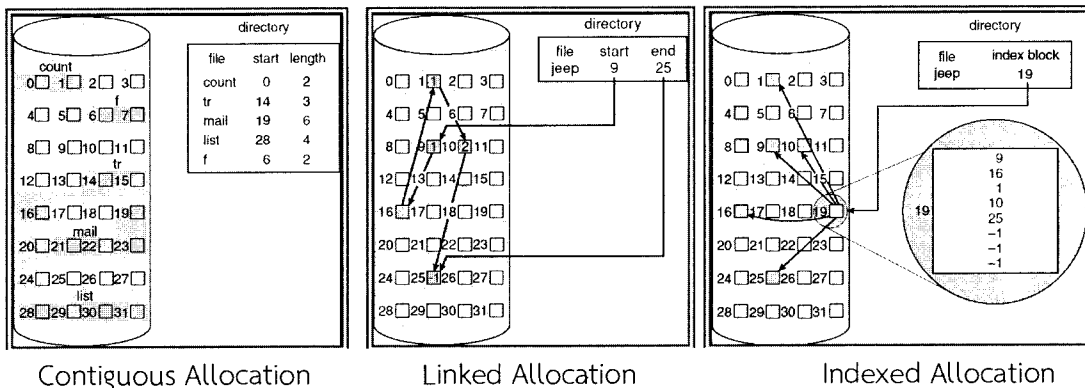 directory
file start length
count 0 2
tr 14 3
mail 19 6
list 28 4
f 6 2
count
0 1 2 3
f
4 5 6 7
8 9 10 11
tr
12 13 14 15
16 17 18 19
mail
20 21 22 23
24 25 26 27
list
28 29 30 31
Contiguous Allocation
directory
file start end
jeep 9 25
0 1 1 2 3
4 5 6 7
8 9 1 10 2 11
12 13 14 15
16 17 18 19
20 21 22 23
24 25 -1 26 27
28 29 30 31
Linked Allocation
directory
file index block
jeep 19
0 1 2 3
4 5 6 7
8 9 10 11
12 13 14 15
16 17 18 19
20 21 22 23
24 25 26 27
28 29 30 31
19
9
16
1
10
25
-1
-1
-1
Indexed Allocation